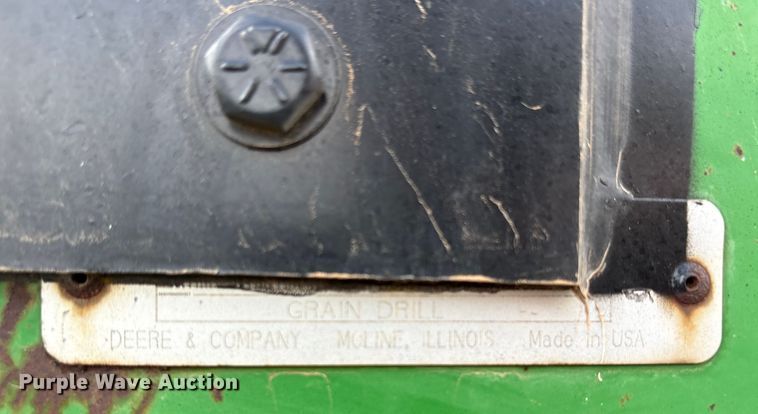 GRAIN DRILL
DEERE & COMPANY MOLINE, ILLINOIS Made in USA
Purple Wave Auction